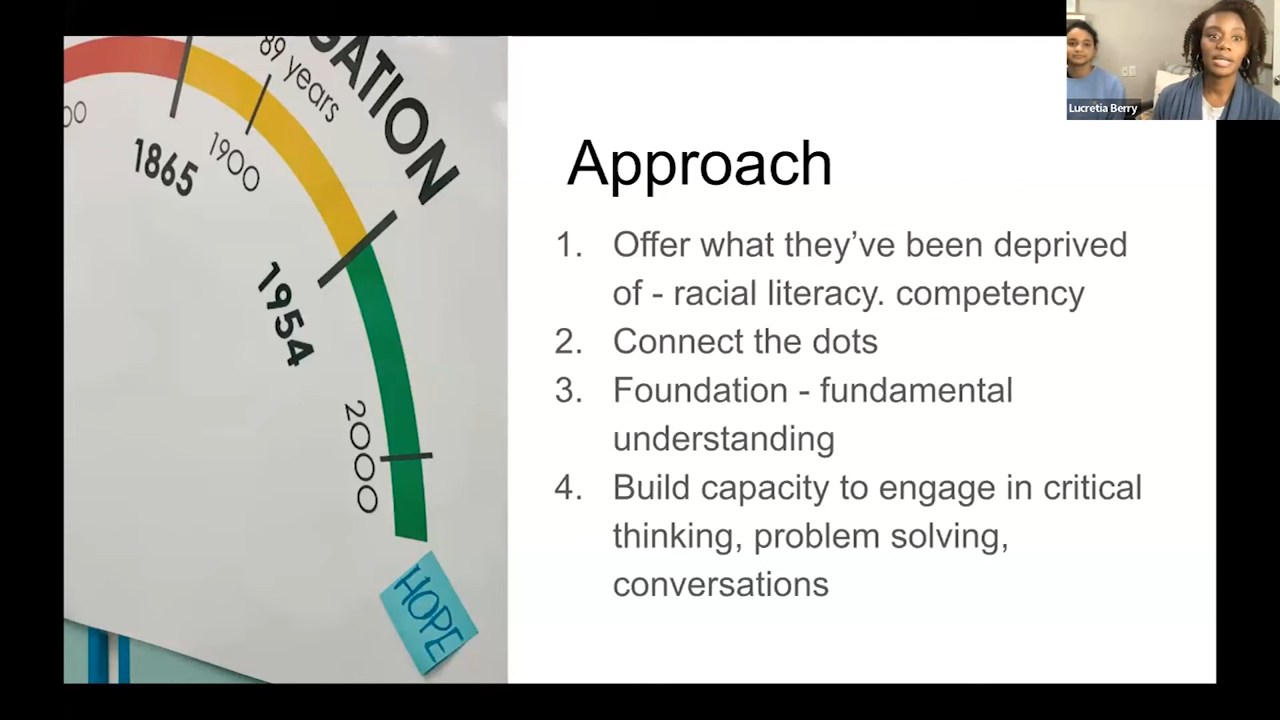 GATION
89 years
00
1865
1900
1954
2000
HOPE
Approach
1. Offer what they’ve been deprived
of - racial literacy. competency
2. Connect the dots
3. Foundation - fundamental
understanding
4. Build capacity to engage in critical
thinking, problem solving,
conversations
Lucretia Berry